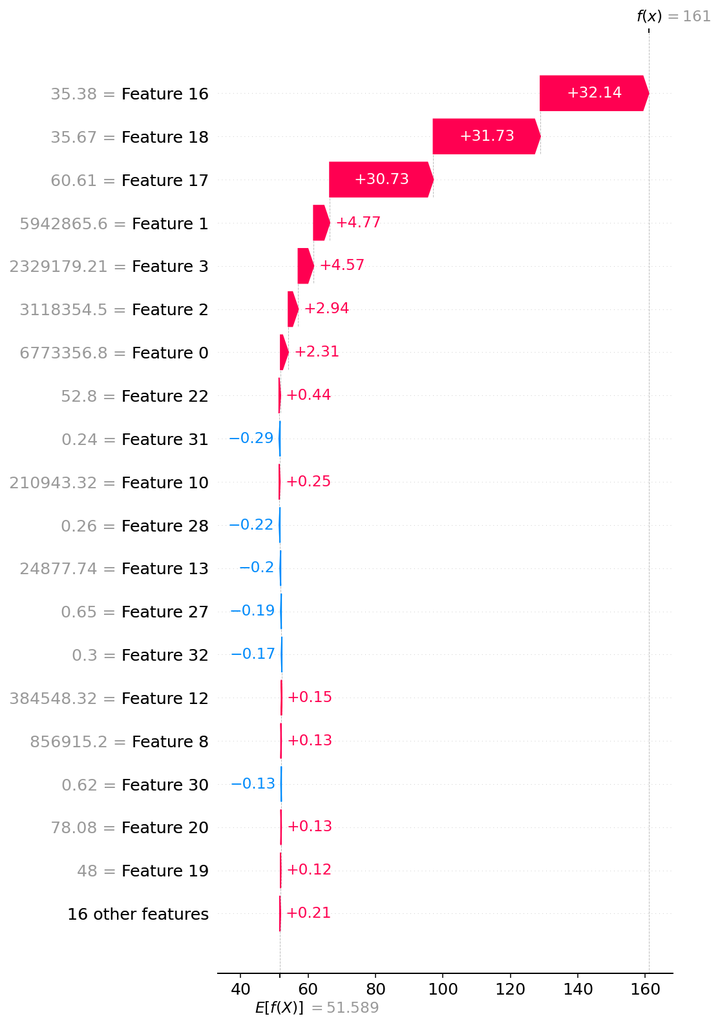 f(x) = 161
35.38 = Feature 16 +32.14
35.67 = Feature 18 +31.73
60.61 = Feature 17 +30.73
5942865.6 = Feature 1 +4.77
2329179.21 = Feature 3 +4.57
3118354.5 = Feature 2 +2.94
6773356.8 = Feature 0 +2.31
52.8 = Feature 22 +0.44
0.24 = Feature 31 −0.29
210943.32 = Feature 10 +0.25
0.26 = Feature 28 −0.22
24877.74 = Feature 13 −0.2
0.65 = Feature 27 −0.19
0.3 = Feature 32 −0.17
384548.32 = Feature 12 +0.15
856915.2 = Feature 8 +0.13
0.62 = Feature 30 −0.13
78.08 = Feature 20 +0.13
48 = Feature 19 +0.12
16 other features +0.21
40 60 80 100 120 140 160
E[f(X)] = 51.589